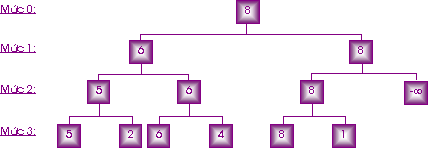 Mức 0: 8
Mức 1: 6 8
Mức 2: 5 6 8 -∞
Mức 3: 5 2 6 4 8 1